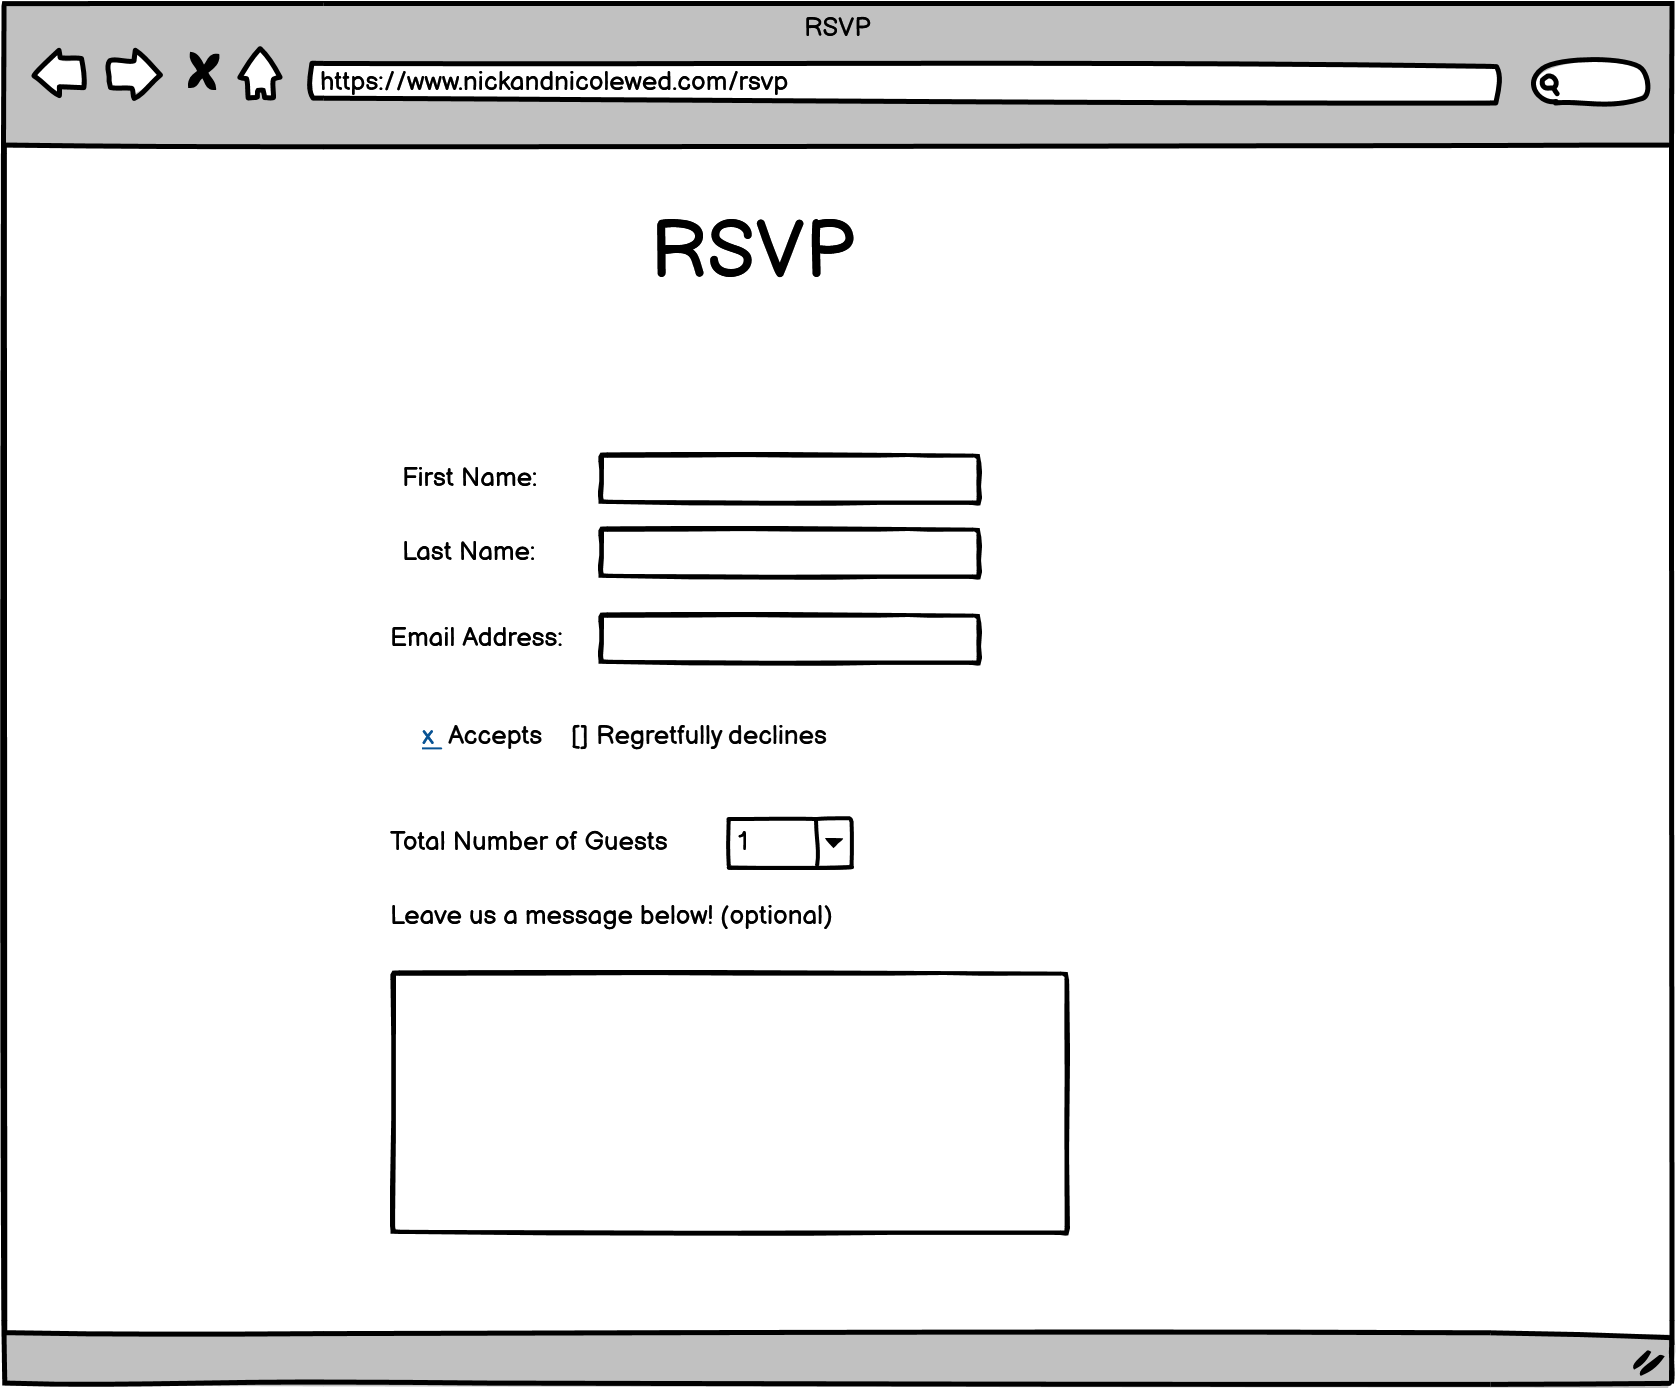 RSVP
https://www.nickandnicolewed.com/rsvp
RSVP
First Name:
Last Name:
Email Address:
x Accepts [] Regretfully declines
Total Number of Guests 1
Leave us a message below! (optional)